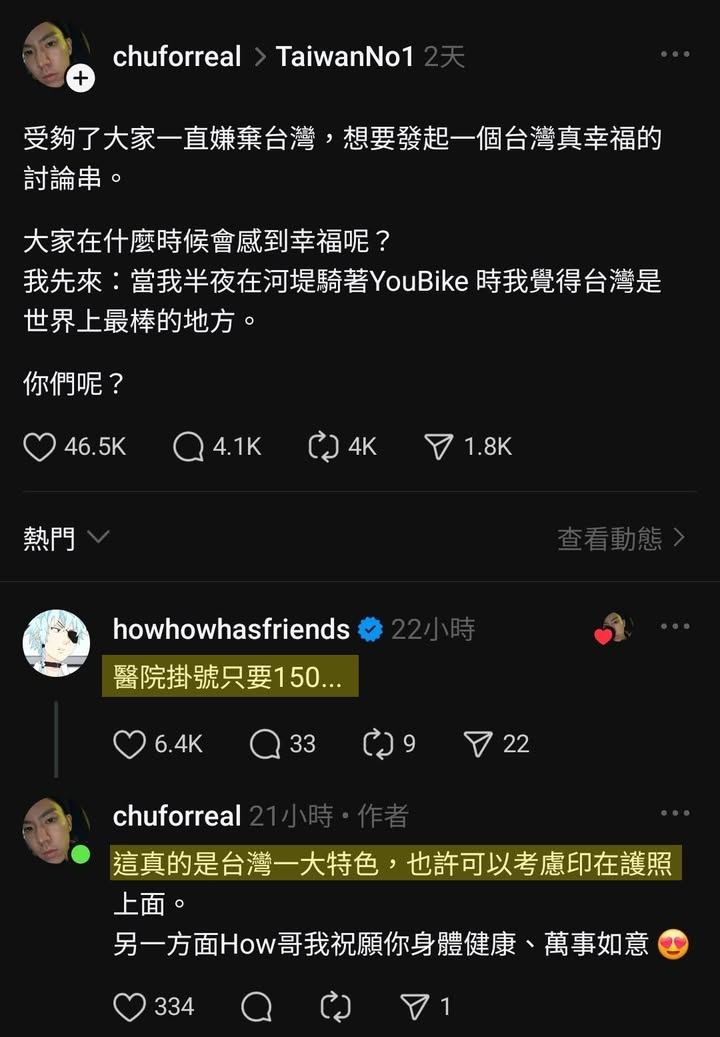 chuforreal > TaiwanNo1 2天
受夠了大家一直嫌棄台灣，想要發起一個台灣真幸福的
討論串。
大家在什麼時候會感到幸福呢？
我先來：當我半夜在河堤騎著YouBike 時我覺得台灣是
世界上最棒的地方。
你們呢？
46.5K 4.1K 4K 1.8K
熱門 查看動態 >
howhowhasfriends 22小時
醫院掛號只要150...
6.4K 33 9 22
chuforreal 21小時 • 作者
這真的是台灣一大特色，也許可以考慮印在護照
上面。
另一方面How哥我祝願你身體健康、萬事如意 😍
334 1